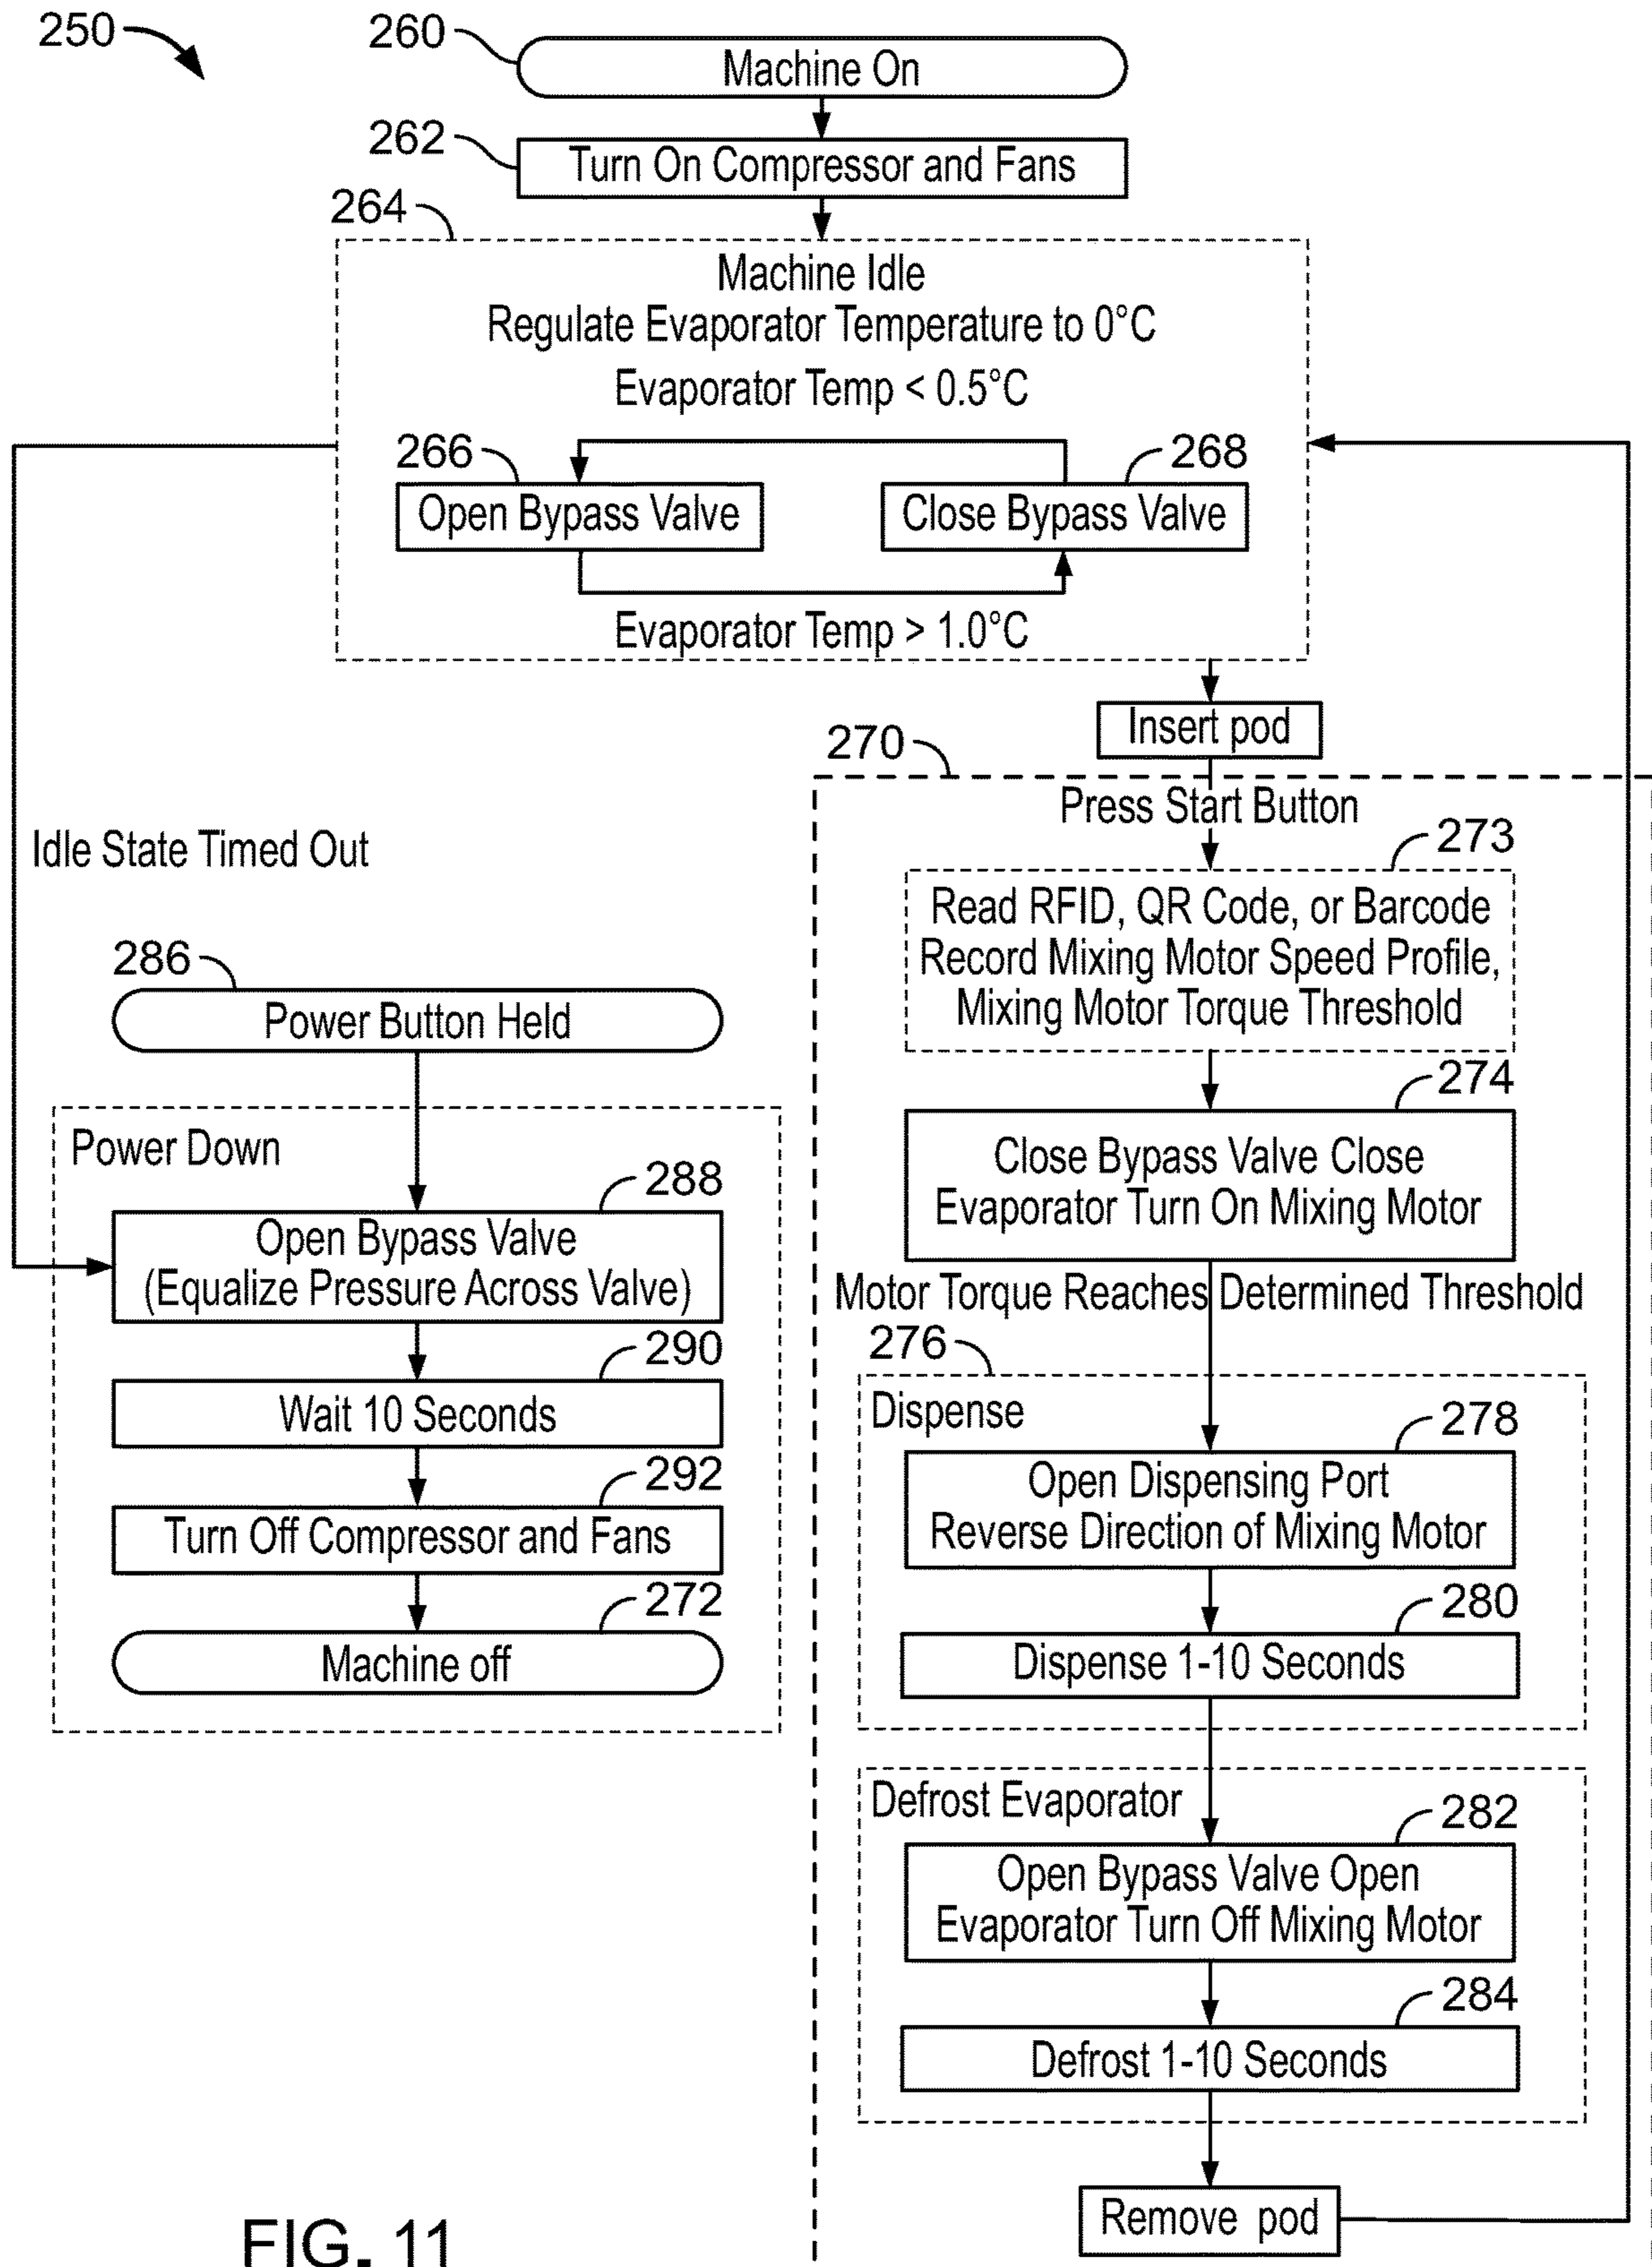 250
260
Machine On
262
Turn On Compressor and Fans
264
Machine Idle
Regulate Evaporator Temperature to 0°C
Evaporator Temp < 0.5°C
266
268
Open Bypass Valve
Close Bypass Valve
Evaporator Temp > 1.0°C
Insert pod
270
Press Start Button
273
Read RFID, QR Code, or Barcode
Record Mixing Motor Speed Profile,
Mixing Motor Torque Threshold
274
Close Bypass Valve Close
Evaporator Turn On Mixing Motor
Motor Torque Reaches Determined Threshold
276
Dispense
278
Open Dispensing Port
Reverse Direction of Mixing Motor
280
Dispense 1-10 Seconds
Defrost Evaporator
282
Open Bypass Valve Open
Evaporator Turn Off Mixing Motor
284
Defrost 1-10 Seconds
Remove pod
Idle State Timed Out
286
Power Button Held
Power Down
288
Open Bypass Valve
(Equalize Pressure Across Valve)
290
Wait 10 Seconds
292
Turn Off Compressor and Fans
272
Machine off
FIG. 11